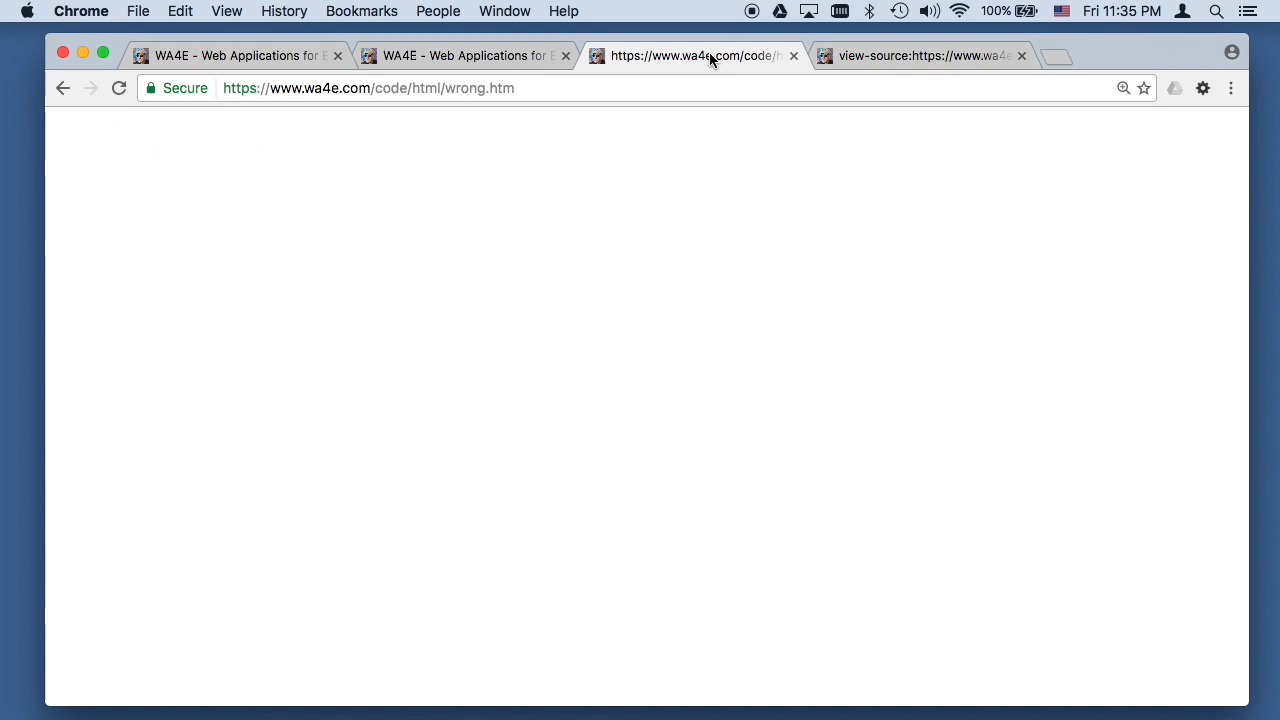 Chrome File Edit View History Bookmarks People Window Help 100% Fri 11:35 PM
WA4E - Web Applications for E WA4E - Web Applications for E https://www.wa4e.com/code/h view-source:https://www.wa4e
Secure https://www.wa4e.com/code/html/wrong.htm